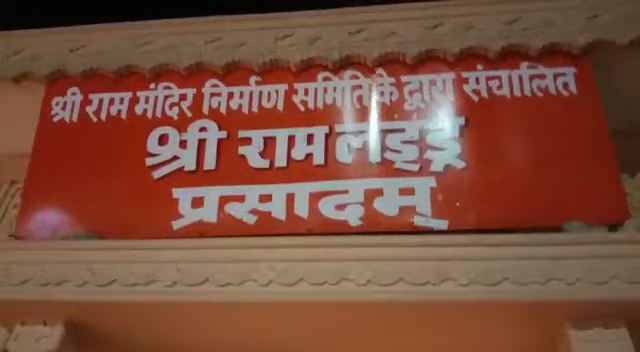 श्री राम मंदिर निर्माण समिति के द्वारा संचालित
श्री राम लड्डू
प्रसादम्